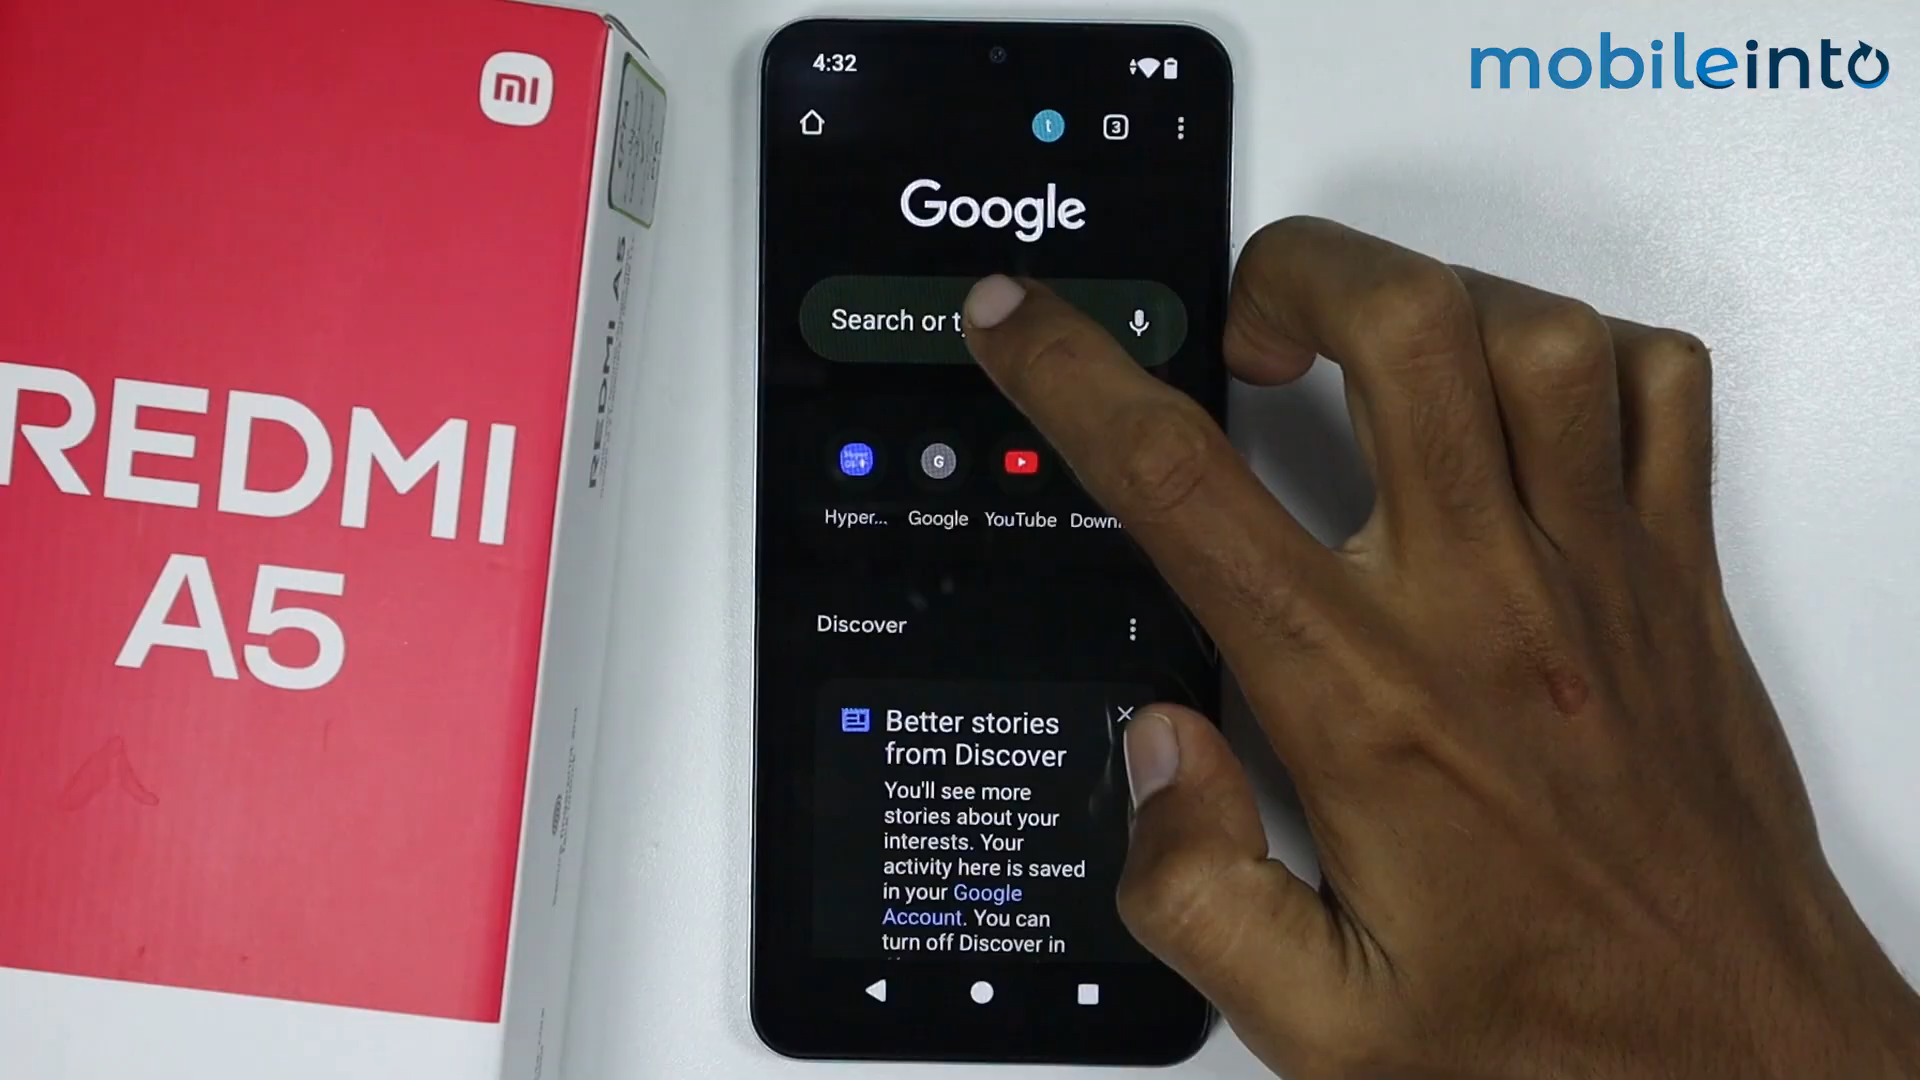 mobileinto
mi
REDMI
A5
REDMI A5
4:32
t
3
Google
Search or
G
Hyper...
Google
YouTube
Down
Discover
Better stories
from Discover
You'll see more
stories about your
interests. Your
activity here is saved
in your Google
Account. You can
turn off Discover in